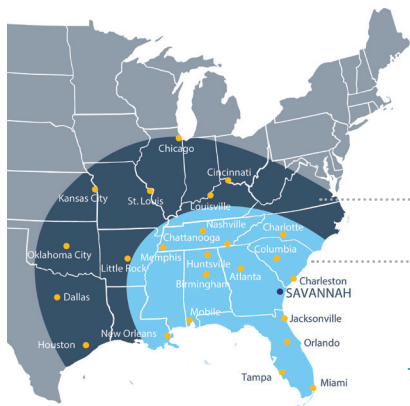 Chicago
Cincinnati
Kansas City
St. Louis
Louisville
Nashville
Charlotte
Chattanooga
Oklahoma City
Memphis
Columbia
Little Rock
Huntsville
Atlanta
Birmingham
Charleston
SAVANNAH
Dallas
Mobile
Jacksonville
New Orleans
Houston
Orlando
Tampa
Miami